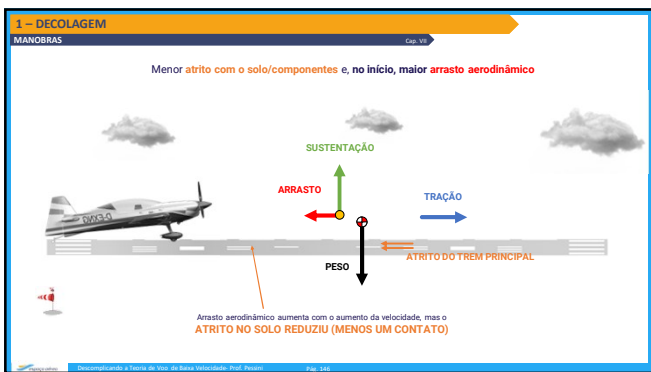 1 – DECOLAGEM
MANOBRAS
Cap. VII
Menor atrito com o solo/componentes e, no início, maior arrasto aerodinâmico
SUSTENTAÇÃO
ARRASTO
TRAÇÃO
D-EXNO
ATRITO DO TREM PRINCIPAL
PESO
Arrasto aerodinâmico aumenta com o aumento da velocidade, mas o
ATRITO NO SOLO REDUZIU (MENOS UM CONTATO)
Descomplicando a Teoria de Voo de Baixa Velocidade- Prof. Pessini
Pág. 146